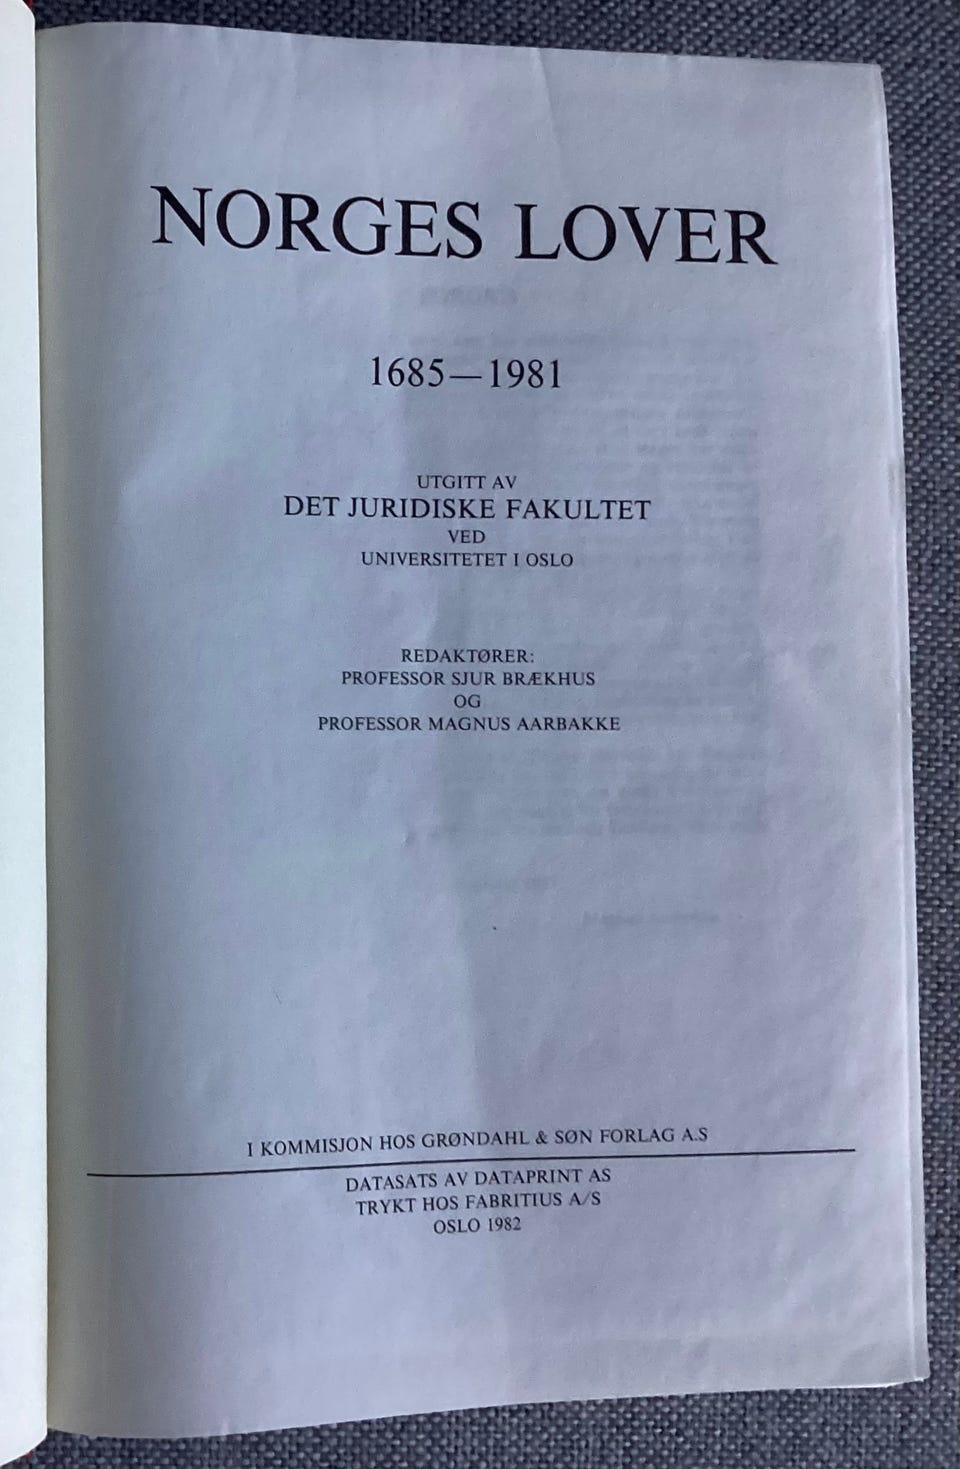 NORGES LOVER
1685—1981
UTGITT AV
DET JURIDISKE FAKULTET
VED
UNIVERSITETET I OSLO
REDAKTØRER:
PROFESSOR SJUR BRÆKHUS
OG
PROFESSOR MAGNUS AARBAKKE
I KOMMISJON HOS GRØNDAHL & SØN FORLAG A.S
DATASATS AV DATAPRINT AS
TRYKT HOS FABRITIUS A/S
OSLO 1982